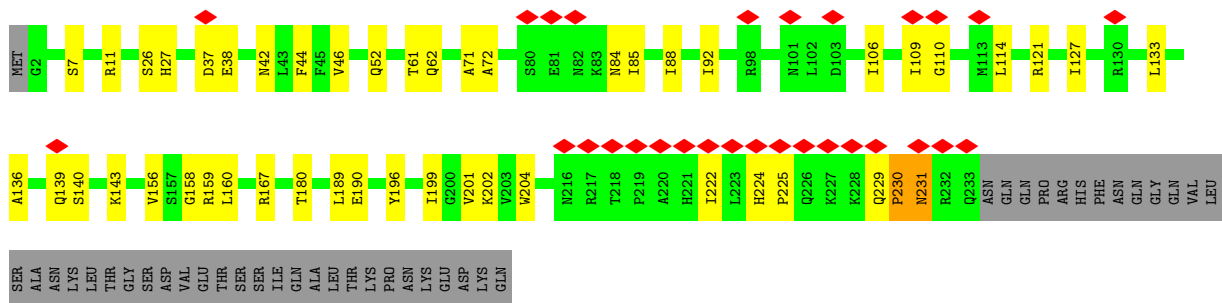 MET G2 S7 R11 S26 H27 D37 E38 N42 L43 F44 F45 V46 Q52 T61 Q62 A71 A72 S80 E81 N82 K83 N84 I85 I88 I92 R98 N101 L102 D103 I106 I109 G110 M113 L114 R121 I127 R130 L133
A136 Q139 S140 K143 V156 S157 G158 R159 L160 R167 T180 L189 E190 Y196 I199 G200 V201 K202 V203 W204 N216 R217 T218 P219 A220 H221 I222 L223 H224 P225 Q226 K227 K228 Q229 P230 N231 R232 Q233 ASN GLN GLN PRO ARG HIS PHE ASN GLN GLY GLN VAL LEU
SER ALA ASN LYS LEU THR GLY SER ASP VAL GLU THR SER SER ILE GLN ALA LEU THR LYS PRO ASN LYS GLU ASP LYS GLN